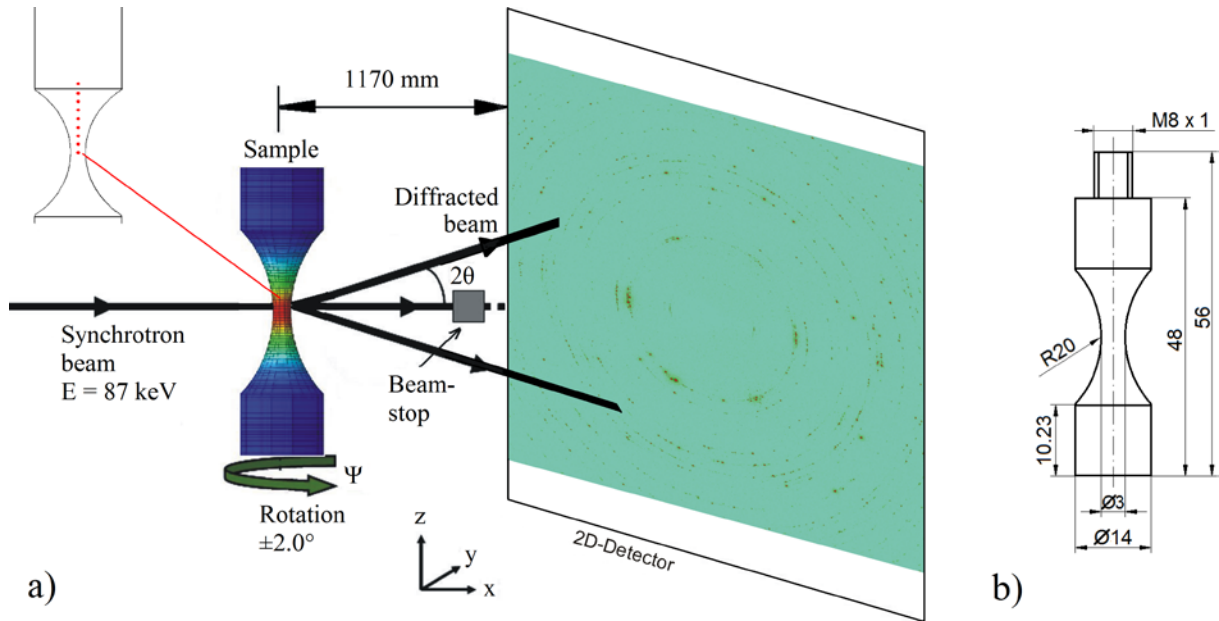 1170 mm
Sample
Diffracted
beam
2θ
Synchrotron
beam
E = 87 keV
Beam-
stop
Ψ
Rotation
±2.0°
z
y
x
2D-Detector
a)
M8 x 1
R20
48
56
10.23
Ø3
Ø14
b)